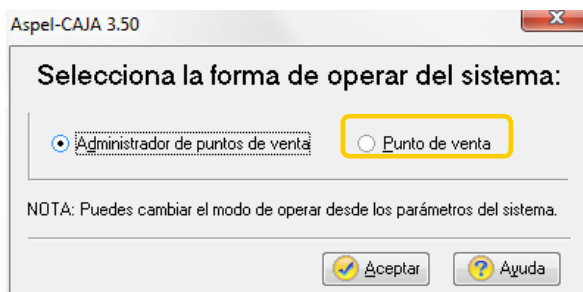 Aspel-CAJA 3.50
Selecciona la forma de operar del sistema:
Administrador de puntos de venta Punto de venta
NOTA: Puedes cambiar el modo de operar desde los parámetros del sistema.
Aceptar Ayuda